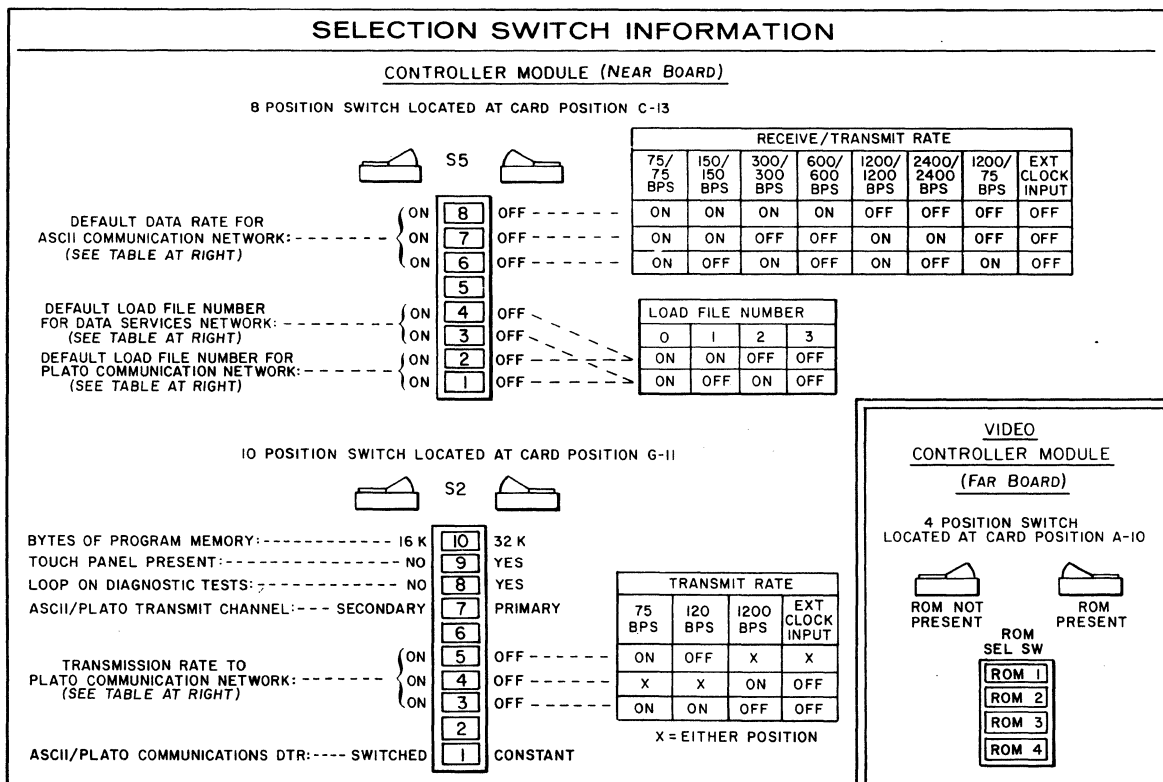 SELECTION SWITCH INFORMATION
CONTROLLER MODULE (NEAR BOARD)
8 POSITION SWITCH LOCATED AT CARD POSITION C-13
S5
DEFAULT DATA RATE FOR
ASCII COMMUNICATION NETWORK:
(SEE TABLE AT RIGHT)
ON 8 OFF
ON 7 OFF
ON 6 OFF
5
DEFAULT LOAD FILE NUMBER
FOR DATA SERVICES NETWORK:
(SEE TABLE AT RIGHT)
ON 4 OFF
ON 3 OFF
DEFAULT LOAD FILE NUMBER FOR
PLATO COMMUNICATION NETWORK:
(SEE TABLE AT RIGHT)
ON 2 OFF
ON 1 OFF
RECEIVE/TRANSMIT RATE
75/ 150/ 300/ 600/ 1200/ 2400/ 1200/ EXT
75 150 300 600 1200 2400 75 CLOCK
BPS BPS BPS BPS BPS BPS BPS INPUT
ON ON ON ON OFF OFF OFF OFF
ON ON OFF OFF ON ON OFF OFF
ON OFF ON OFF ON OFF ON OFF
LOAD FILE NUMBER
0 1 2 3
ON ON OFF OFF
ON OFF ON OFF
10 POSITION SWITCH LOCATED AT CARD POSITION G-11
S2
BYTES OF PROGRAM MEMORY: 16 K 10 32 K
TOUCH PANEL PRESENT: NO 9 YES
LOOP ON DIAGNOSTIC TESTS: NO 8 YES
ASCII/PLATO TRANSMIT CHANNEL: SECONDARY 7 PRIMARY
6
TRANSMISSION RATE TO
PLATO COMMUNICATION NETWORK:
(SEE TABLE AT RIGHT)
ON 5 OFF
ON 4 OFF
ON 3 OFF
2
ASCII/PLATO COMMUNICATIONS DTR: SWITCHED 1 CONSTANT
TRANSMIT RATE
75 120 1200 EXT
BPS BPS BPS CLOCK
INPUT
ON OFF X X
X X ON OFF
ON ON OFF OFF
X = EITHER POSITION
VIDEO
CONTROLLER MODULE
(FAR BOARD)
4 POSITION SWITCH
LOCATED AT CARD POSITION A-10
ROM NOT
PRESENT
ROM
PRESENT
ROM
SEL SW
ROM 1
ROM 2
ROM 3
ROM 4